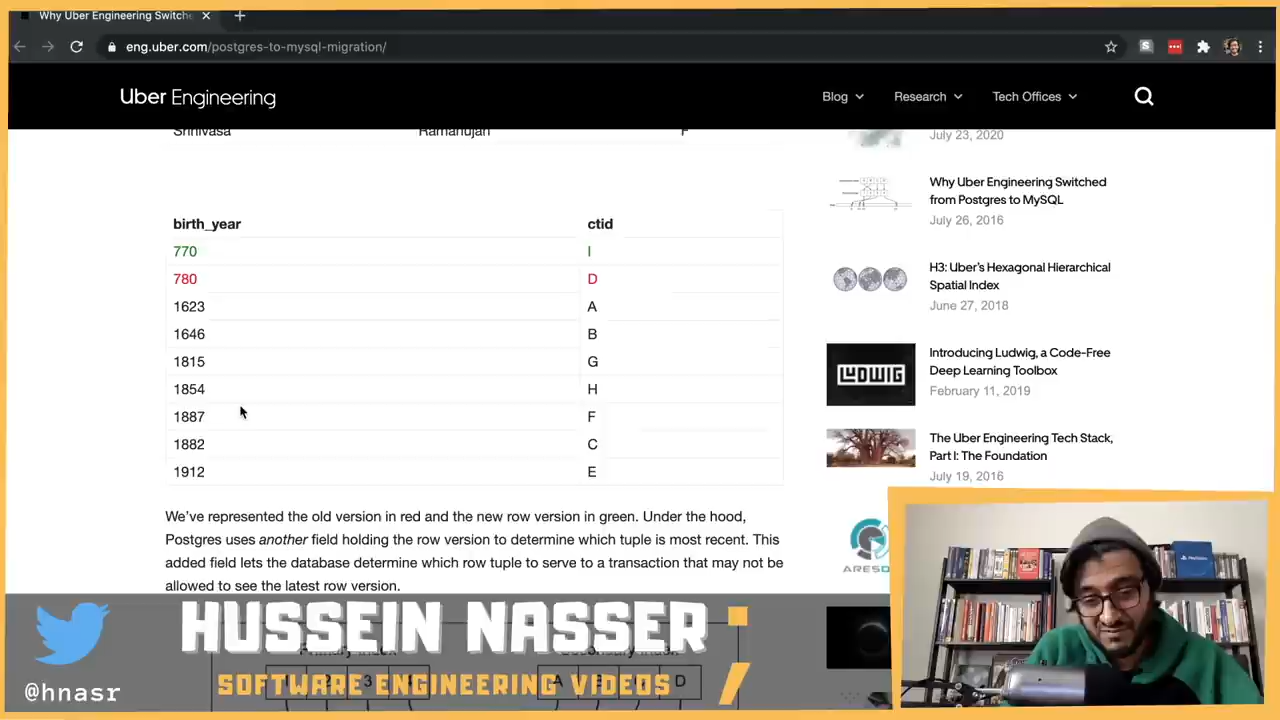 Why Uber Engineering Switche
eng.uber.com/postgres-to-mysql-migration/
Uber Engineering
Blog
Research
Tech Offices
Srinivasa Ramanujan F
birth_year ctid
770 I
780 D
1623 A
1646 B
1815 G
1854 H
1887 F
1882 C
1912 E
We've represented the old version in red and the new row version in green. Under the hood,
Postgres uses another field holding the row version to determine which tuple is most recent. This
added field lets the database determine which row tuple to serve to a transaction that may not be
allowed to see the latest row version.
July 23, 2020
Why Uber Engineering Switched
from Postgres to MySQL
July 26, 2016
H3: Uber's Hexagonal Hierarchical
Spatial Index
June 27, 2018
LUDWIG
Introducing Ludwig, a Code-Free
Deep Learning Toolbox
February 11, 2019
The Uber Engineering Tech Stack,
Part I: The Foundation
July 19, 2016
HUSSEIN NASSER
SOFTWARE ENGINEERING VIDEOS
@hnasr